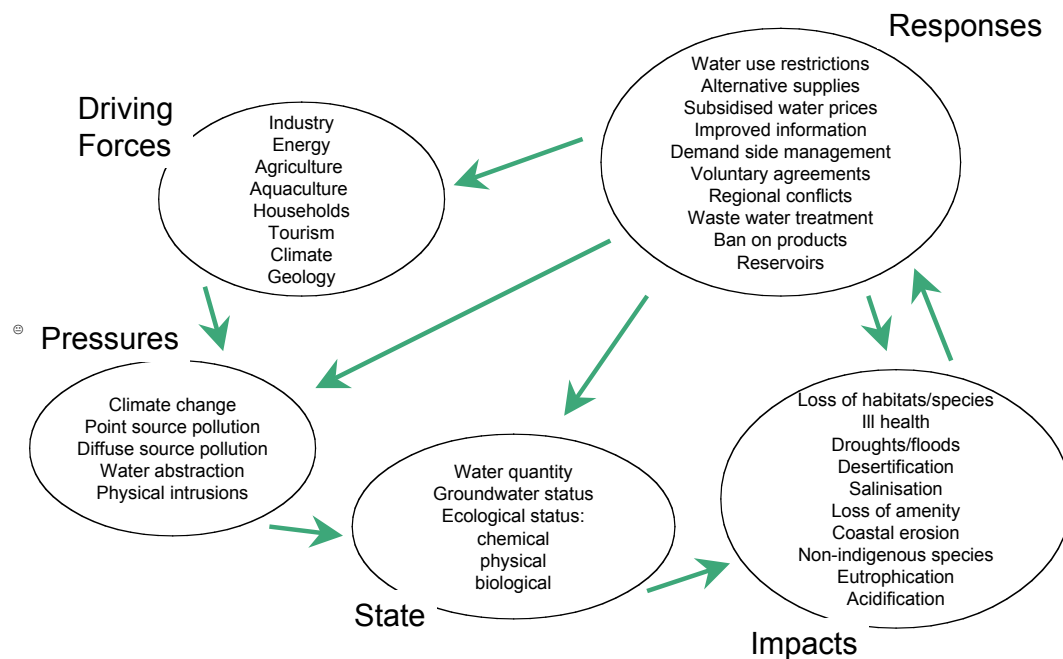 Responses
Water use restrictions
Alternative supplies
Subsidised water prices
Improved information
Demand side management
Voluntary agreements
Regional conflicts
Waste water treatment
Ban on products
Reservoirs
Driving
Forces
Industry
Energy
Agriculture
Aquaculture
Households
Tourism
Climate
Geology
Pressures
Climate change
Point source pollution
Diffuse source pollution
Water abstraction
Physical intrusions
Water quantity
Groundwater status
Ecological status:
chemical
physical
biological
State
Loss of habitats/species
Ill health
Droughts/floods
Desertification
Salinisation
Loss of amenity
Coastal erosion
Non-indigenous species
Eutrophication
Acidification
Impacts